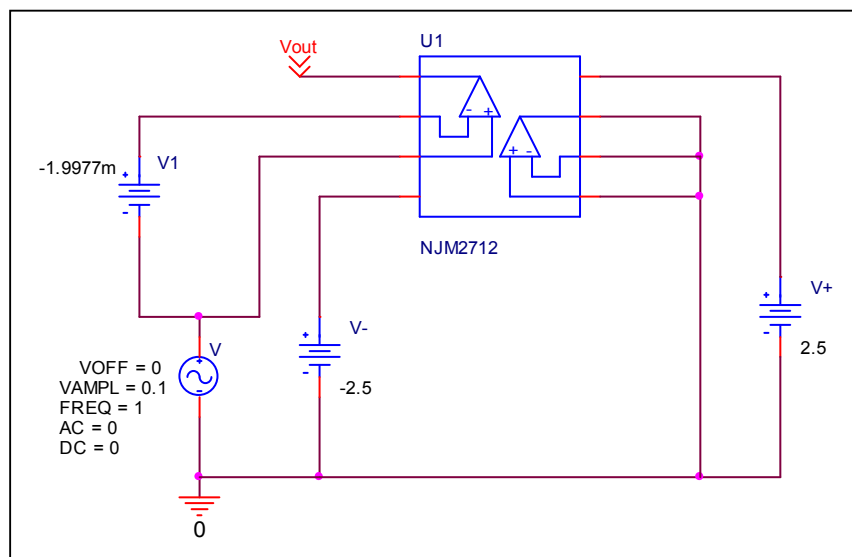 Vout
U1
-1.9977m
V1
+
-
- +
+ -
NJM2712
V-
+
-
-2.5
V+
+
-
2.5
V
+
-
VOFF = 0
VAMPL = 0.1
FREQ = 1
AC = 0
DC = 0
0